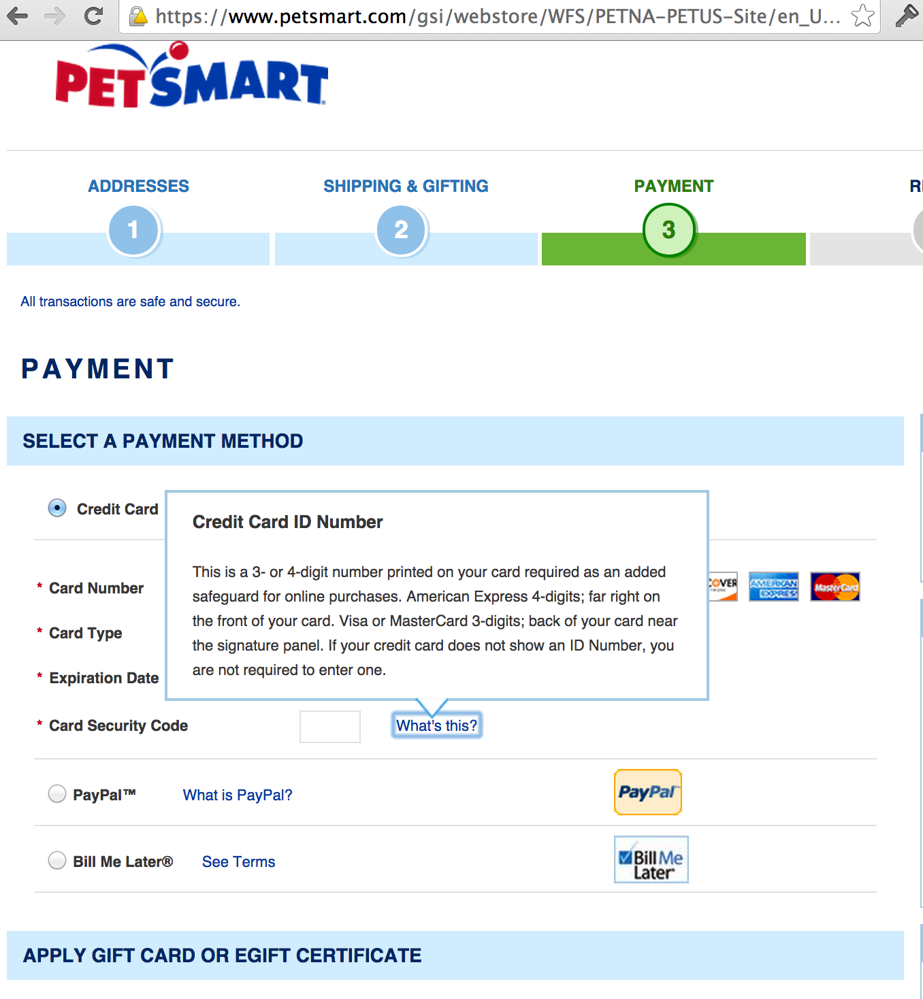 https://www.petsmart.com/gsi/webstore/WFS/PETNA-PETUS-Site/en_U...
PETSMART
ADDRESSES SHIPPING & GIFTING PAYMENT
1 2 3
All transactions are safe and secure.
PAYMENT
SELECT A PAYMENT METHOD
Credit Card
Credit Card ID Number
This is a 3- or 4-digit number printed on your card required as an added
safeguard for online purchases. American Express 4-digits; far right on
the front of your card. Visa or MasterCard 3-digits; back of your card near
the signature panel. If your credit card does not show an ID Number, you
are not required to enter one.
* Card Number AMERICAN EXPRESS MasterCard
* Card Type
* Expiration Date
* Card Security Code What's this?
PayPal™ What is PayPal? PayPal
Bill Me Later® See Terms Bill Me Later
APPLY GIFT CARD OR EGIFT CERTIFICATE